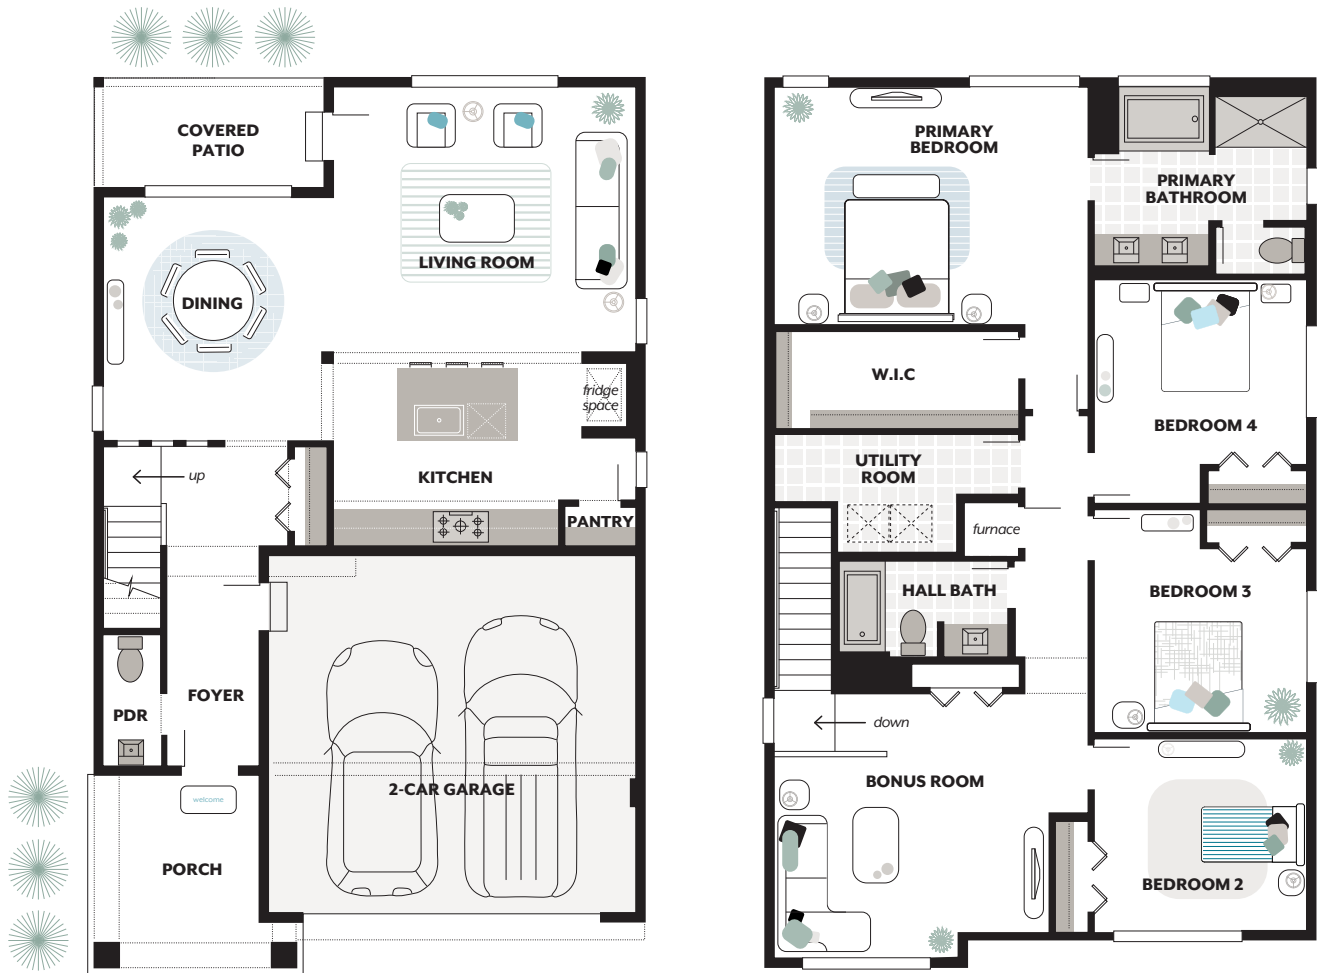 COVERED
PATIO
LIVING ROOM
DINING
fridge
space
KITCHEN
up
PANTRY
FOYER
PDR
2-CAR GARAGE
welcome
PORCH
PRIMARY
BEDROOM
PRIMARY
BATHROOM
W.I.C
BEDROOM 4
UTILITY
ROOM
furnace
HALL BATH
BEDROOM 3
down
BONUS ROOM
BEDROOM 2